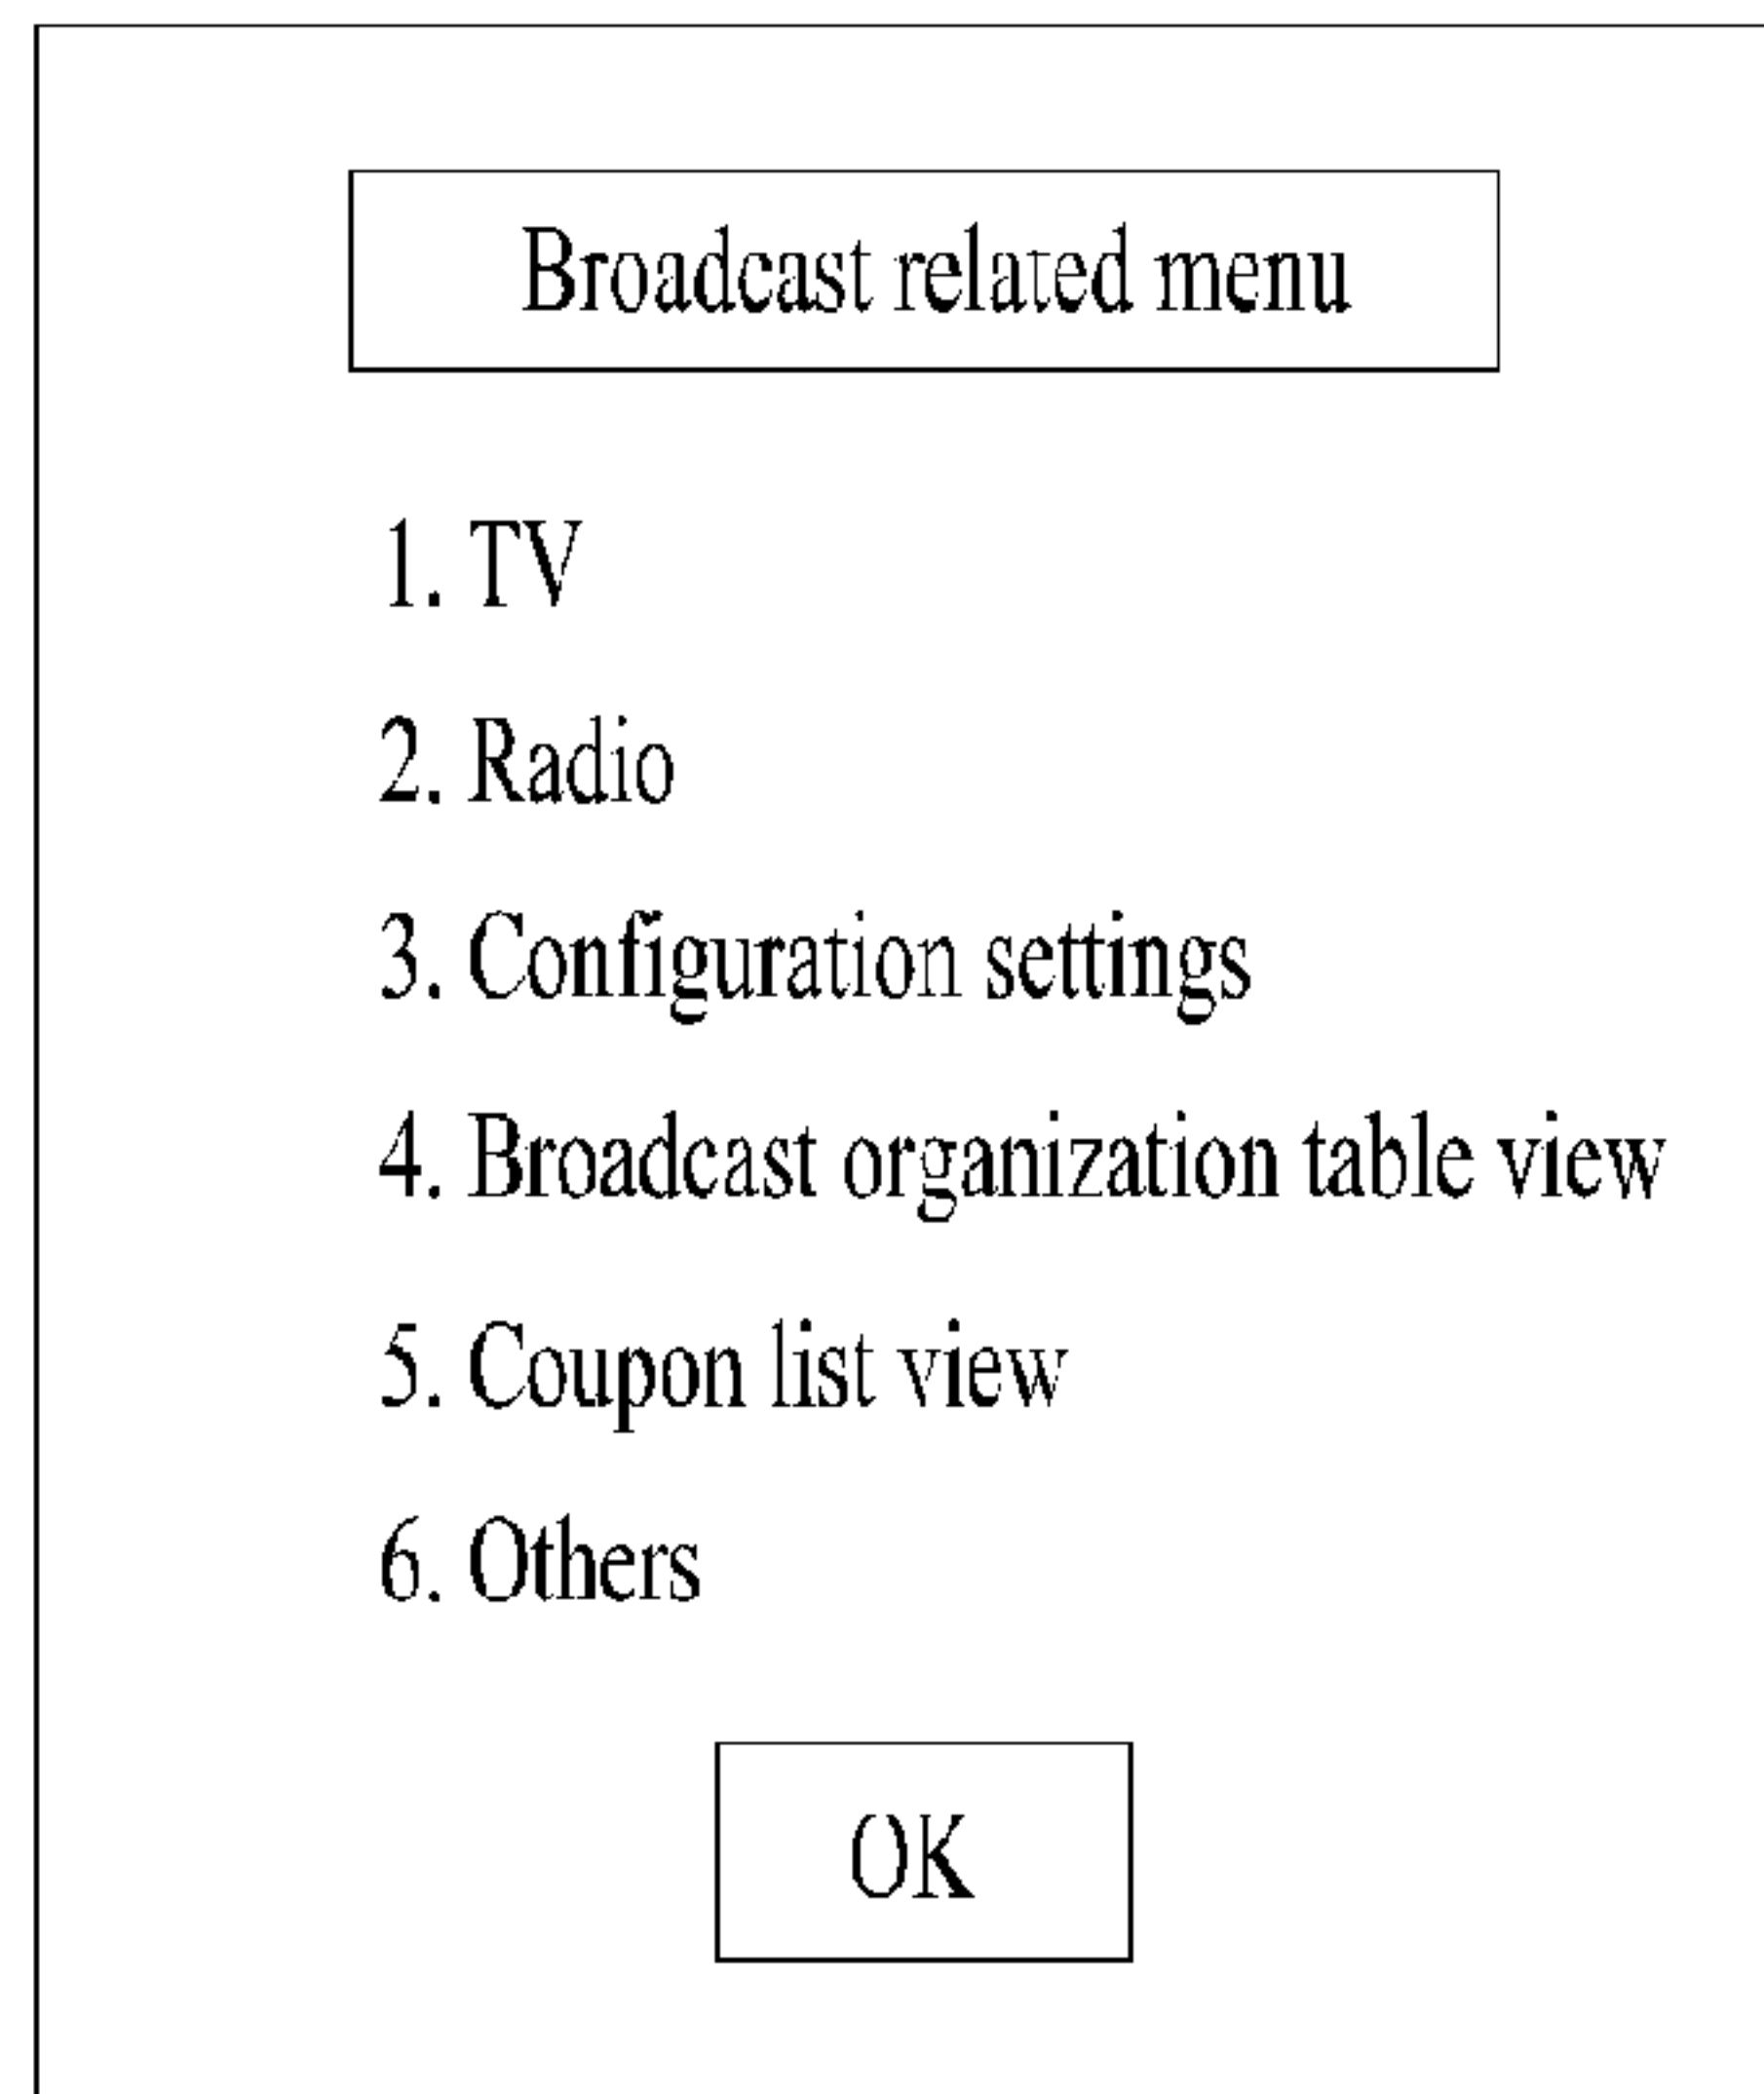 Broadcast related menu
1. TV
2. Radio
3. Configuration settings
4. Broadcast organization table view
5. Coupon list view
6. Others
OK